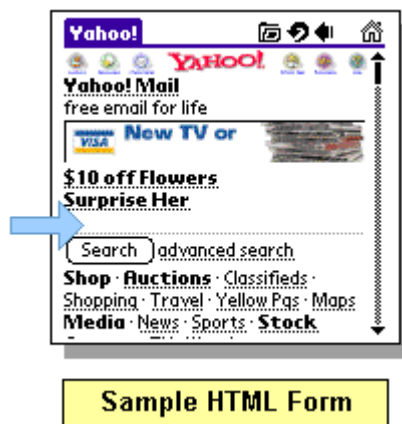 Yahoo!
YAHOO!
Yahoo! Mail
free email for life
VISA New TV or
$10 off Flowers
Surprise Her
Search advanced search
Shop · Auctions · Classifieds ·
Shopping · Travel · Yellow Pgs · Maps
Media · News · Sports · Stock
Sample HTML Form